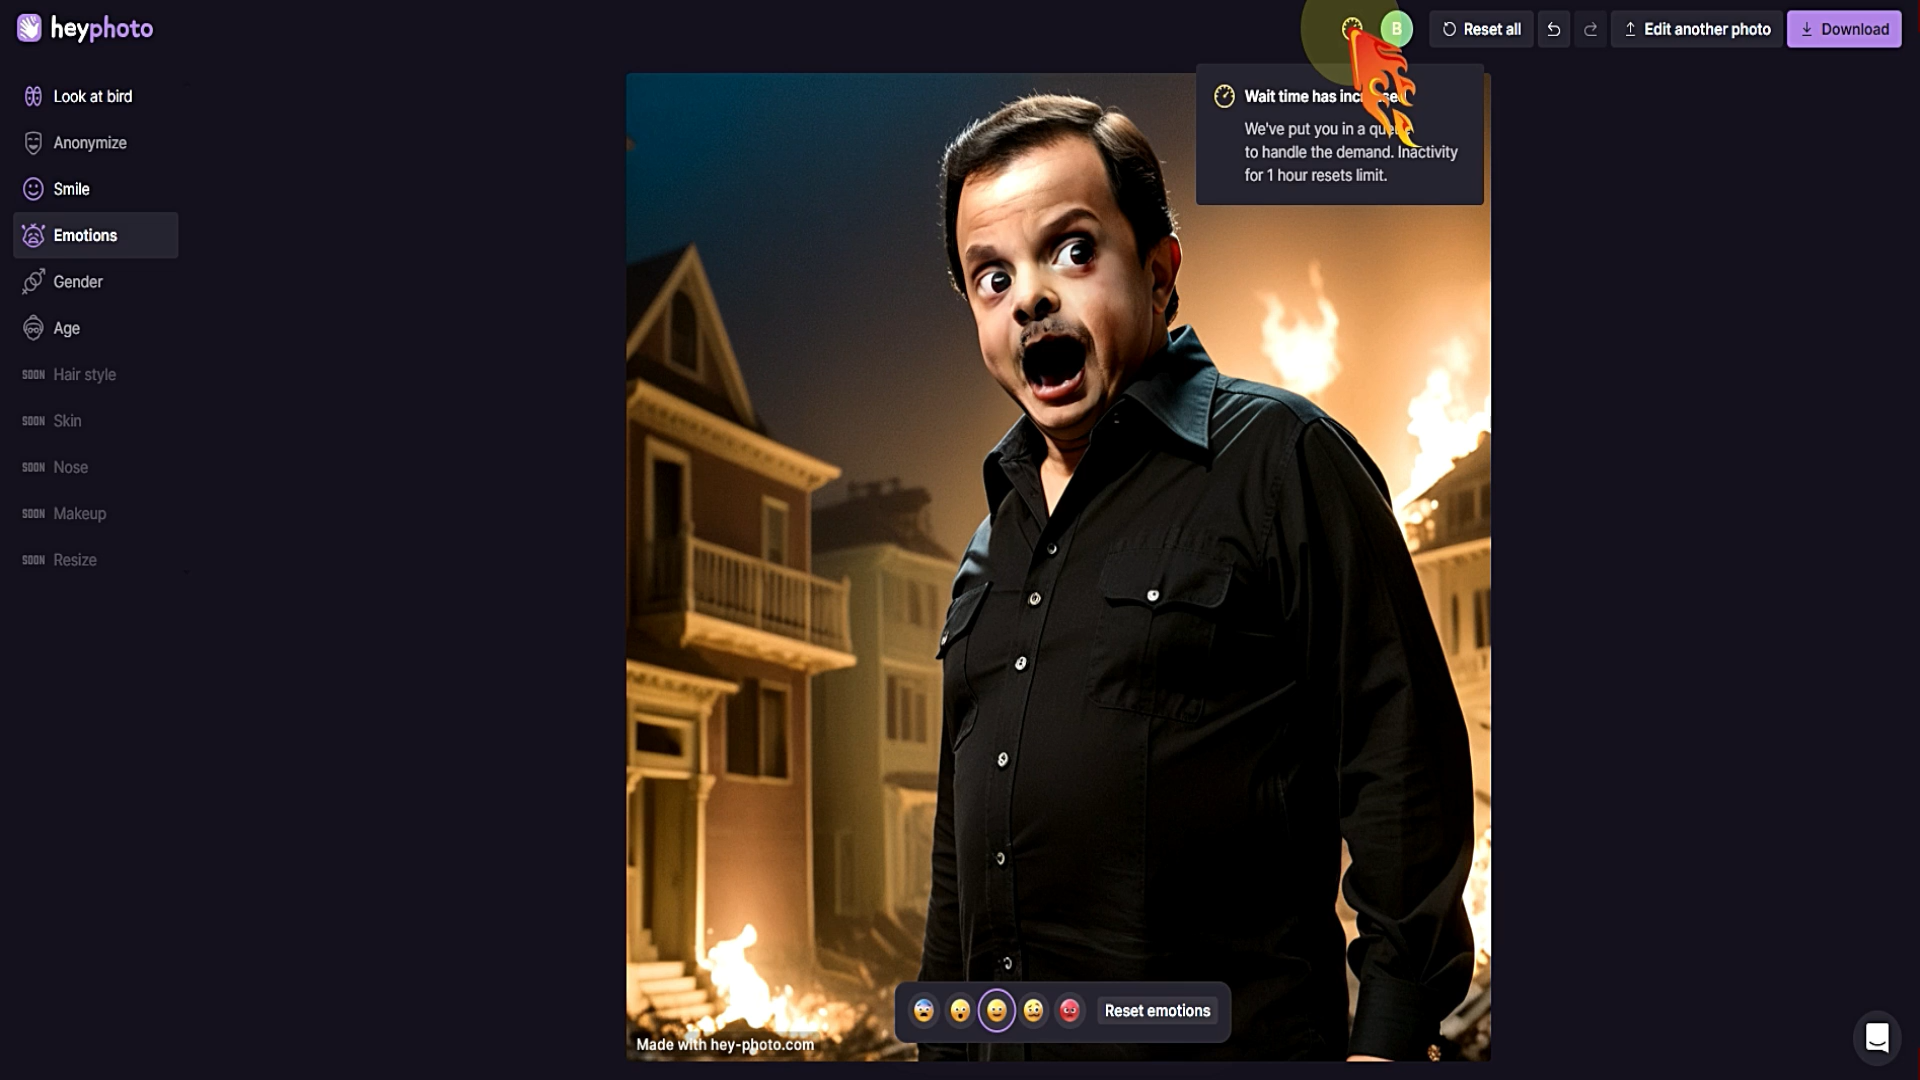 heyphoto
B
Reset all
Edit another photo
Download
Look at bird
Anonymize
Smile
Emotions
Gender
Age
SOON Hair style
SOON Skin
SOON Nose
SOON Makeup
SOON Resize
Wait time has increased
We've put you in a queue
to handle the demand. Inactivity
for 1 hour resets limit.
Reset emotions
Made with hey-photo.com